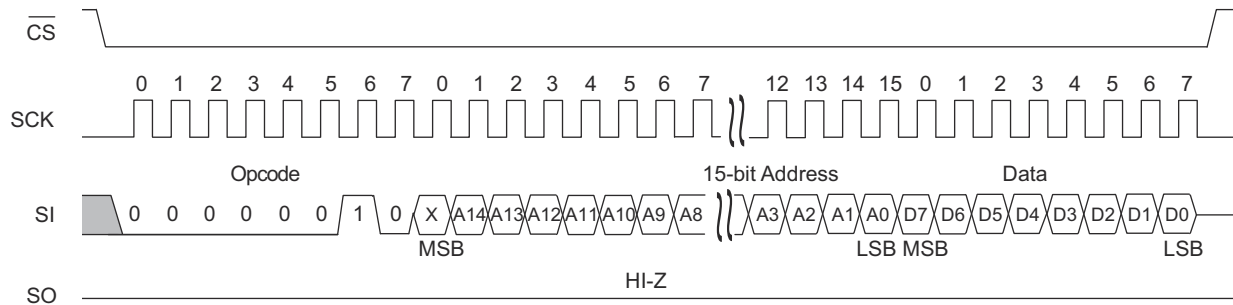 CS
0 1 2 3 4 5 6 7 0 1 2 3 4 5 6 7 12 13 14 15 0 1 2 3 4 5 6 7
SCK
Opcode 15-bit Address Data
SI 0 0 0 0 0 0 1 0 X A14 A13 A12 A11 A10 A9 A8 A3 A2 A1 A0 D7 D6 D5 D4 D3 D2 D1 D0
MSB LSB MSB LSB
HI-Z
SO